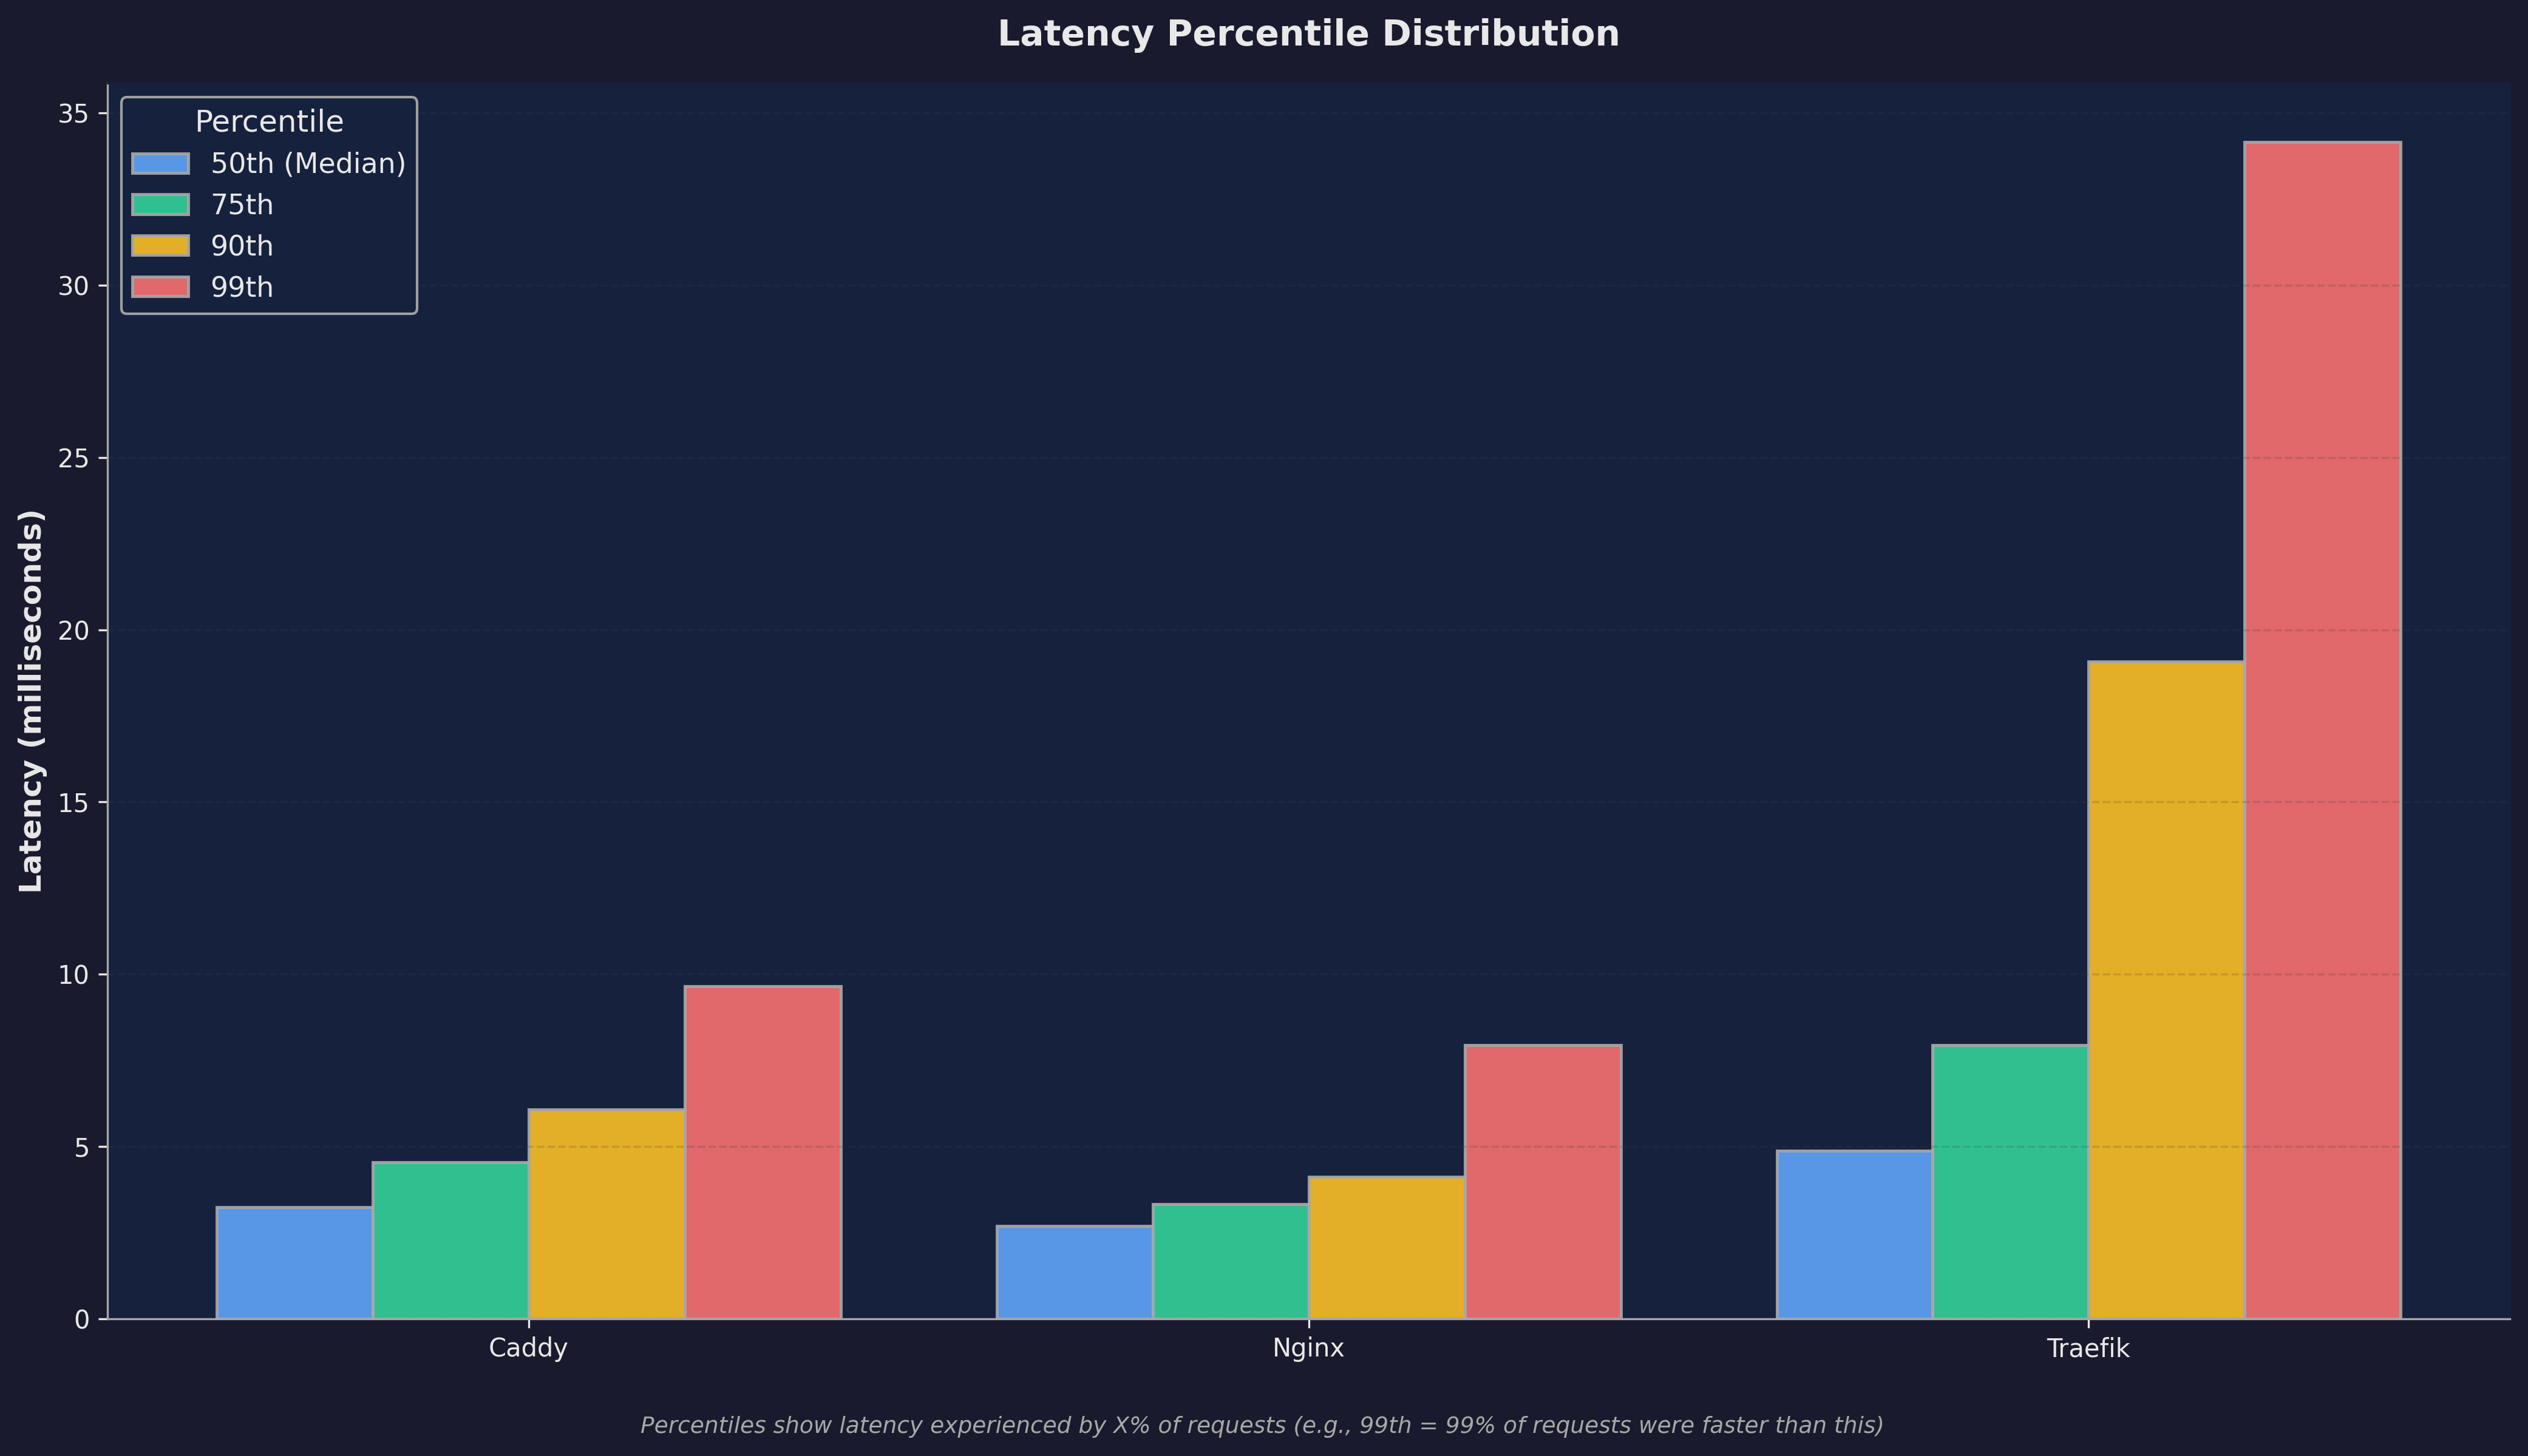 Latency Percentile Distribution
Latency (milliseconds)
35
30
25
20
15
10
5
0
Percentile
50th (Median)
75th
90th
99th
Caddy
Nginx
Traefik
Percentiles show latency experienced by X% of requests (e.g., 99th = 99% of requests were faster than this)